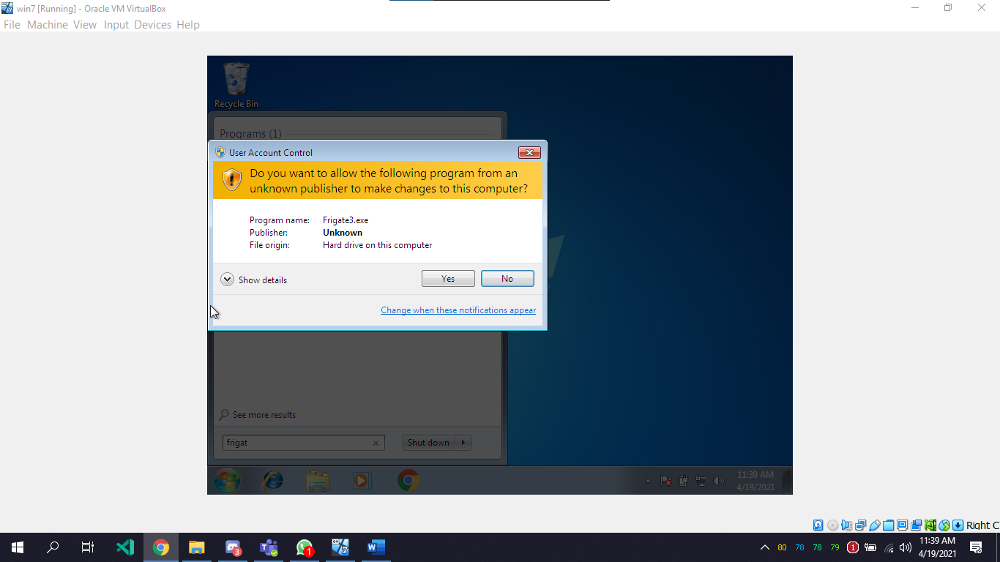 win7 [Running] - Oracle VM VirtualBox
File Machine View Input Devices Help
Recycle Bin
Programs (1)
User Account Control
Do you want to allow the following program from an
unknown publisher to make changes to this computer?
Program name: Frigate3.exe
Publisher: Unknown
File origin: Hard drive on this computer
Show details
Yes
No
Change when these notifications appear
See more results
frigat
Shut down
11:39 AM
4/19/2021
Right C
3
1
W
80 78 78 79
1
11:39 AM
4/19/2021